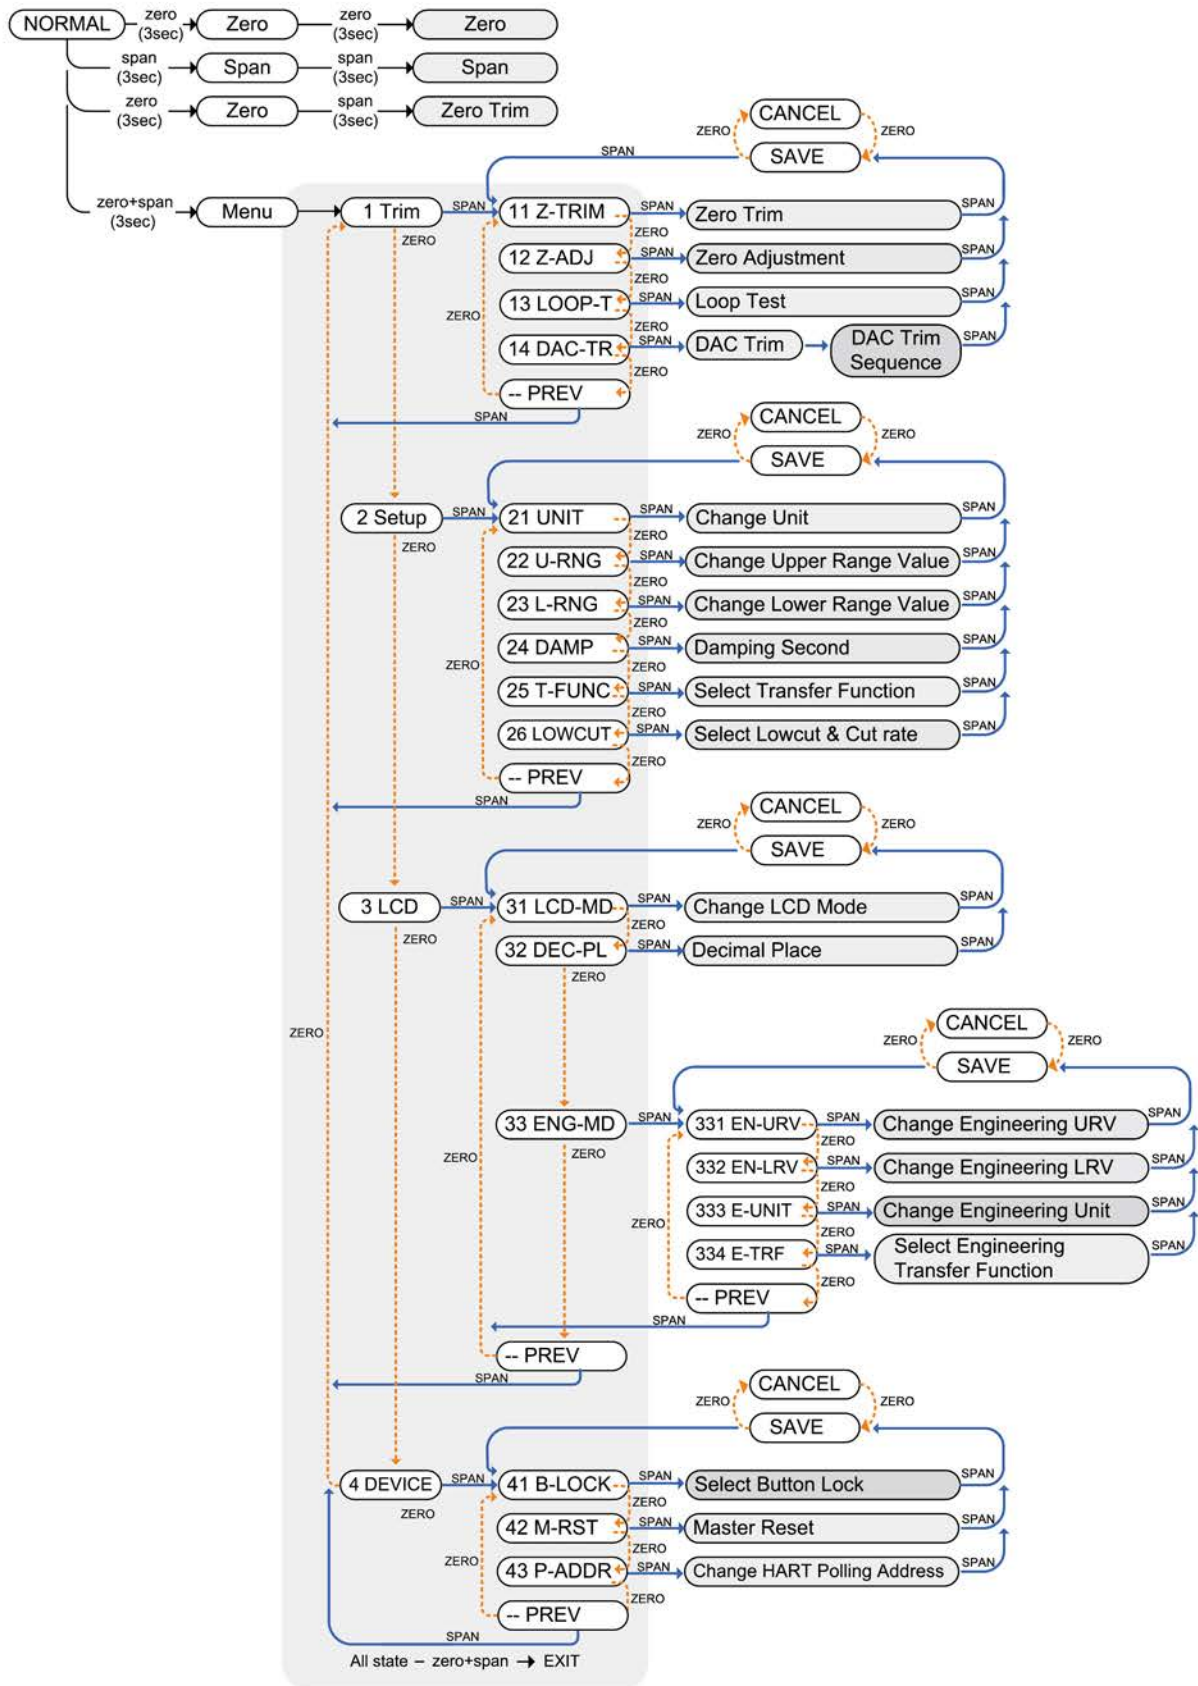 NORMAL
zero
(3sec)
Zero
zero
(3sec)
Zero
span
(3sec)
Span
span
(3sec)
Span
zero
(3sec)
Zero
span
(3sec)
Zero Trim
CANCEL
ZERO
ZERO
SAVE
SPAN
zero+span
(3sec)
Menu
1 Trim
SPAN
11 Z-TRIM
SPAN
Zero Trim
SPAN
ZERO
ZERO
12 Z-ADJ
SPAN
Zero Adjustment
SPAN
ZERO
13 LOOP-T
SPAN
Loop Test
SPAN
ZERO
ZERO
14 DAC-TR
SPAN
DAC Trim
DAC Trim
Sequence
SPAN
ZERO
-- PREV
SPAN
CANCEL
ZERO
ZERO
SAVE
2 Setup
SPAN
21 UNIT
SPAN
Change Unit
SPAN
ZERO
ZERO
22 U-RNG
SPAN
Change Upper Range Value
SPAN
ZERO
23 L-RNG
SPAN
Change Lower Range Value
SPAN
ZERO
24 DAMP
SPAN
Damping Second
SPAN
ZERO
ZERO
25 T-FUNC
SPAN
Select Transfer Function
SPAN
ZERO
26 LOWCUT
SPAN
Select Lowcut & Cut rate
SPAN
ZERO
-- PREV
SPAN
CANCEL
ZERO
ZERO
SAVE
3 LCD
SPAN
31 LCD-MD
SPAN
Change LCD Mode
SPAN
ZERO
ZERO
32 DEC-PL
SPAN
Decimal Place
SPAN
ZERO
ZERO
CANCEL
ZERO
ZERO
SAVE
33 ENG-MD
SPAN
331 EN-URV
SPAN
Change Engineering URV
SPAN
ZERO
ZERO
ZERO
332 EN-LRV
SPAN
Change Engineering LRV
SPAN
ZERO
333 E-UNIT
SPAN
Change Engineering Unit
SPAN
ZERO
ZERO
334 E-TRF
SPAN
Select Engineering
Transfer Function
SPAN
ZERO
-- PREV
SPAN
-- PREV
SPAN
CANCEL
ZERO
ZERO
SAVE
4 DEVICE
SPAN
41 B-LOCK
SPAN
Select Button Lock
SPAN
ZERO
ZERO
42 M-RST
SPAN
Master Reset
SPAN
ZERO
ZERO
43 P-ADDR
SPAN
Change HART Polling Address
SPAN
ZERO
-- PREV
SPAN
All state – zero+span → EXIT